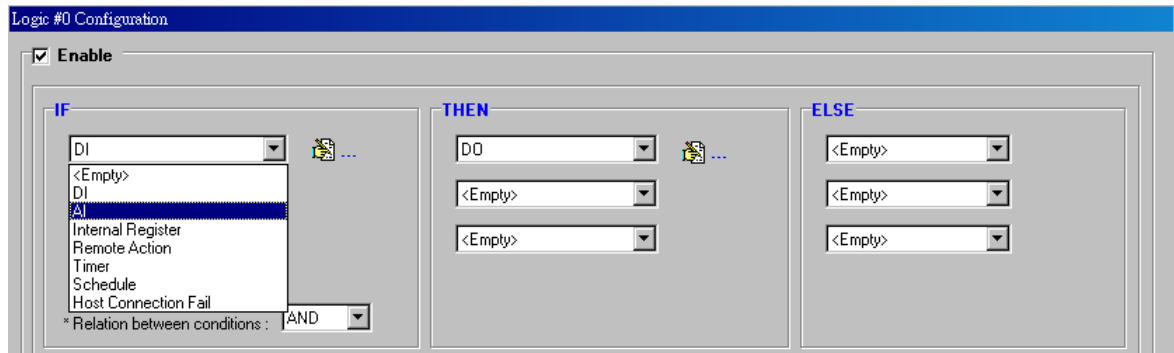 Logic #0 Configuration
Enable
IF
THEN
ELSE
DI
...
DO
...
<Empty>
<Empty>
DI
AI
Internal Register
Remote Action
Timer
Schedule
Host Connection Fail
<Empty>
<Empty>
<Empty>
<Empty>
* Relation between conditions : AND